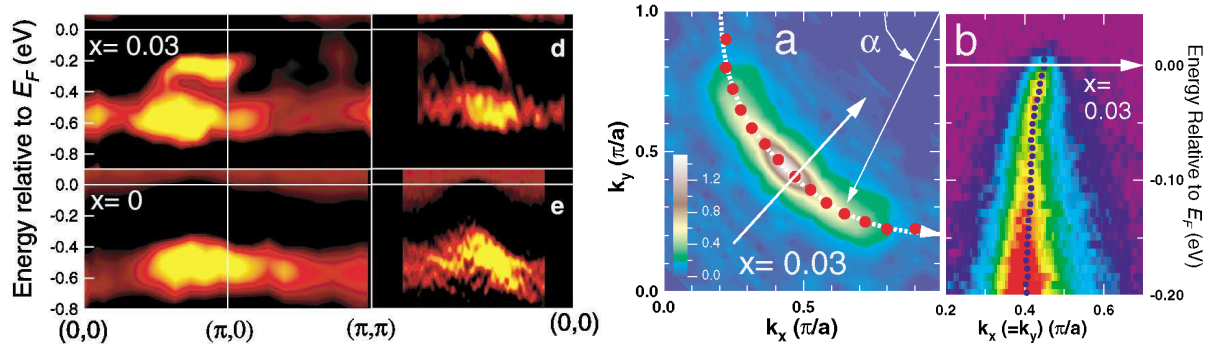 Energy relative to E_F (eV)
0.0
-0.2
-0.4
-0.6
x= 0.03
d
0.0
-0.2
-0.4
-0.6
-0.8
x= 0
e
(0,0)
(π,0)
(π,π)
(0,0)
k_y (π/a)
1.0
0.5
0.0
a
α
1.2
0.8
0.4
0.0
x= 0.03
0.0
0.5
k_x (π/a)
b
x=
0.03
0.00
-0.10
-0.20
Energy Relative to E_F (eV)
0.2
0.4
0.6
k_x (=k_y) (π/a)